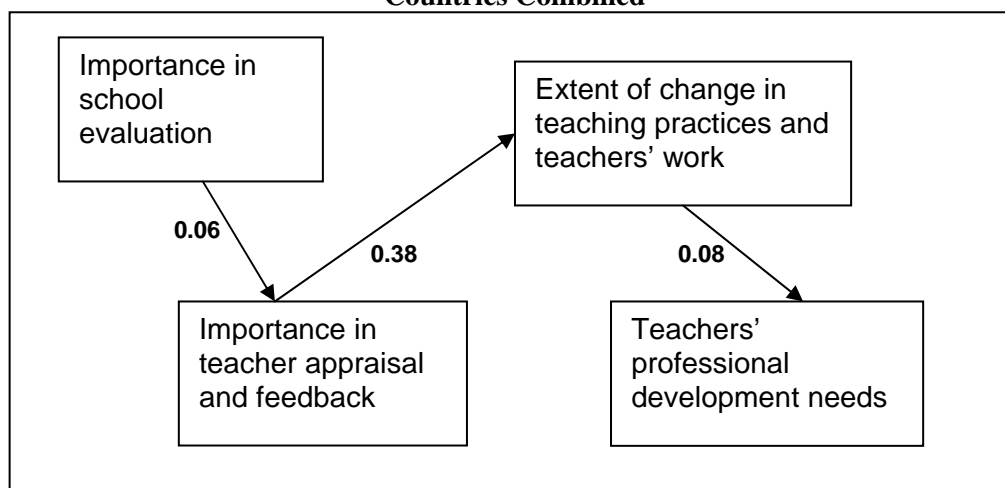 Countries Combined
Importance in
school
evaluation
Extent of change in
teaching practices and
teachers’ work
0.06
0.38
0.08
Importance in
teacher appraisal
and feedback
Teachers’
professional
development needs